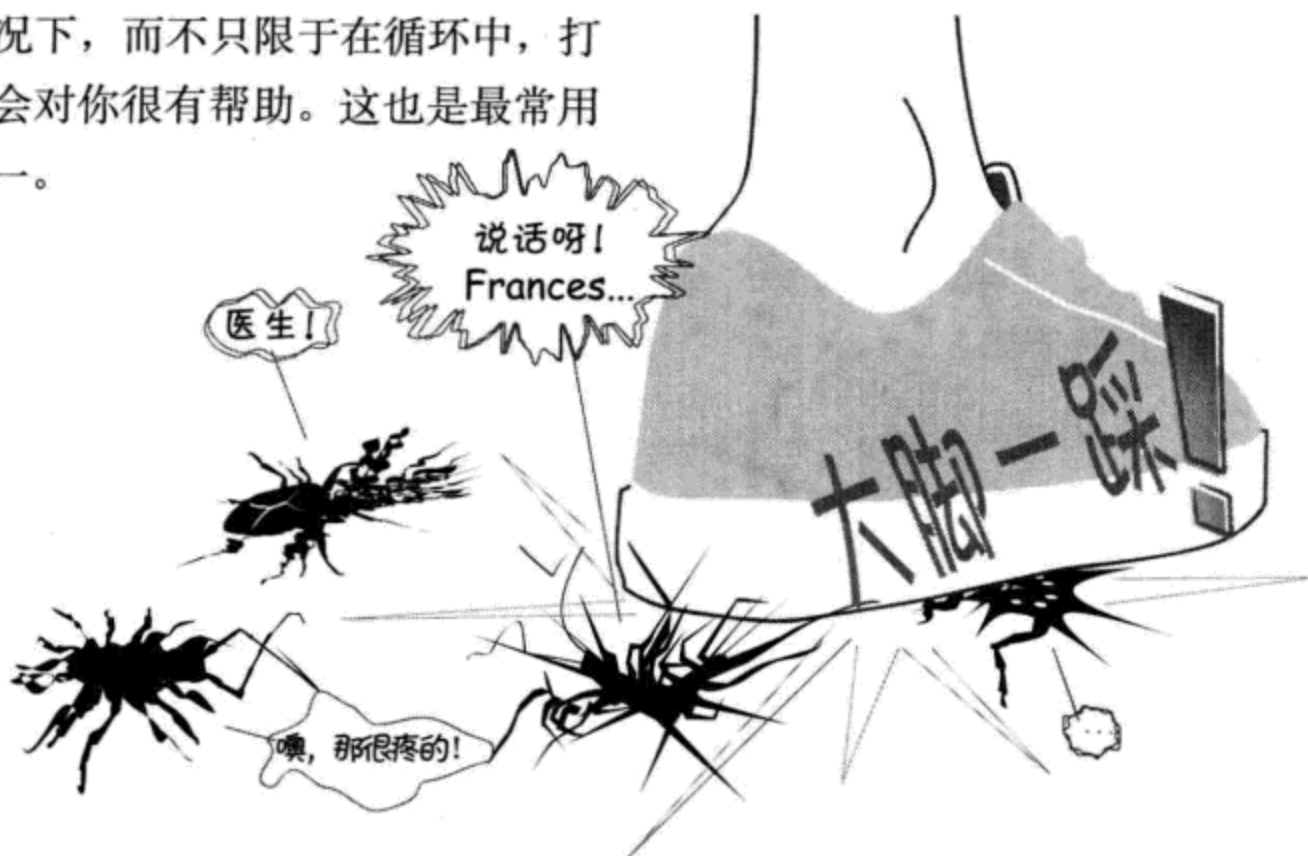 况下，而不只限于在循环中，打
会对你很有帮助。这也是最常用
一。
说话呀！
Frances...
医生！
大脚一踩
噢，那很疼的！
...